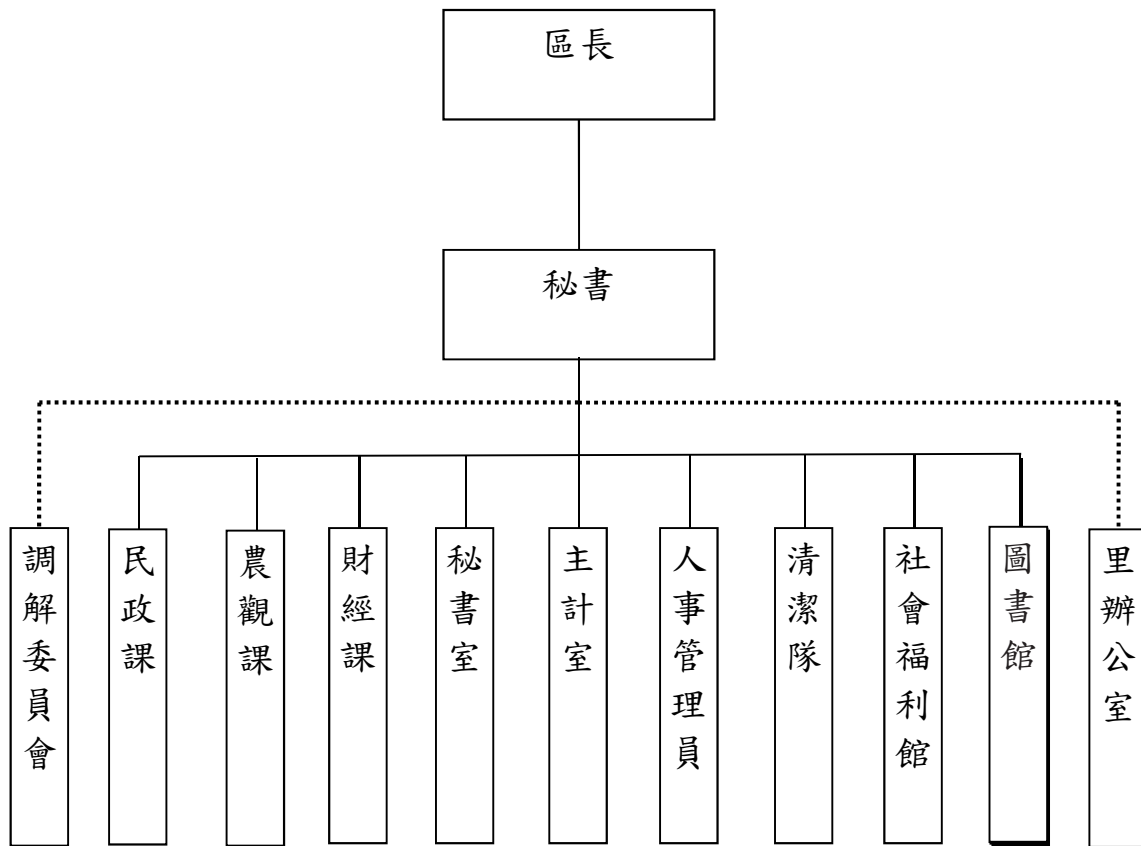 區長
秘書
調解委員會
民政課
農觀課
財經課
秘書室
主計室
人事管理員
清潔隊
社會福利館
圖書館
里辦公室